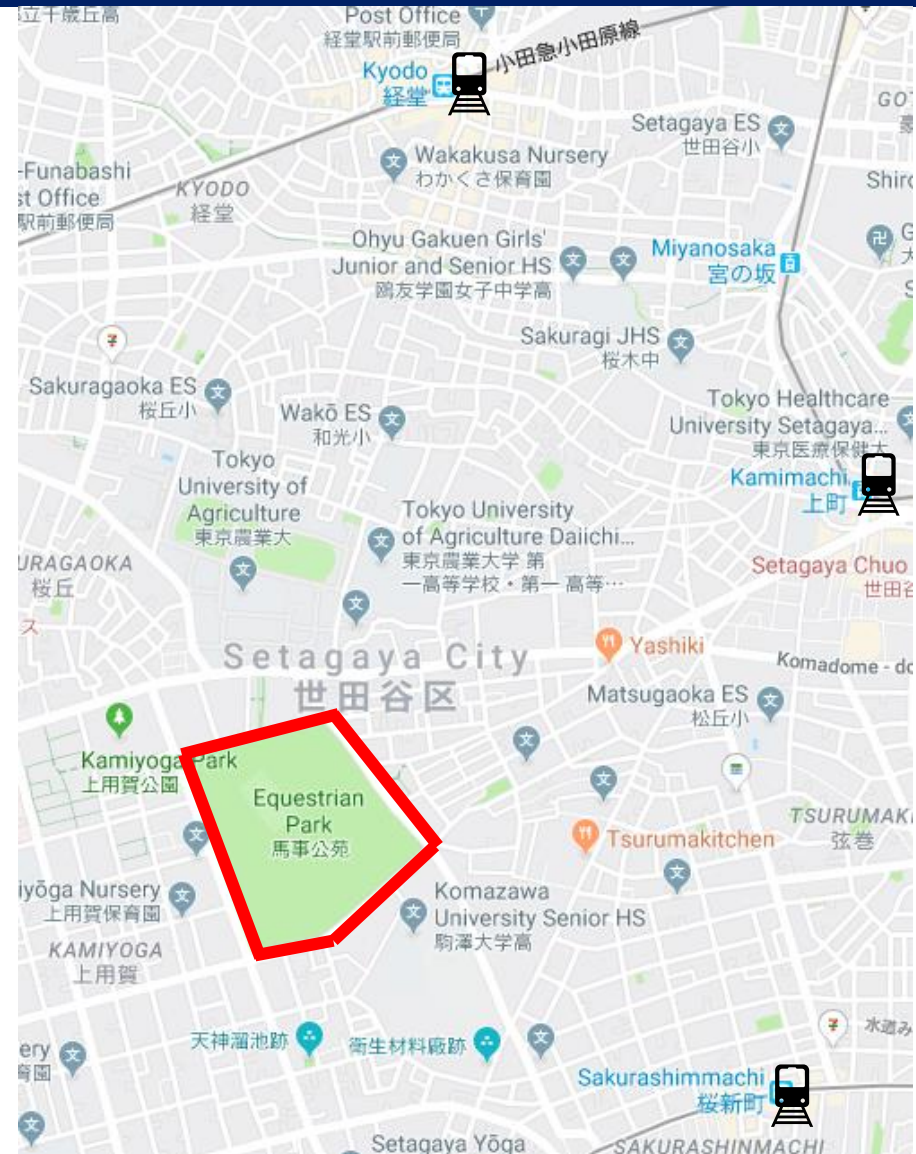 立千歳丘高
Post Office
経堂駅前郵便局
小田急小田原線
Kyodo
経堂
GOT
豪
Setagaya ES
世田谷小
-Funabashi
st Office
駅前郵便局
KYODO
経堂
Wakakusa Nursery
わかくさ保育園
Shiro
Ohyu Gakuen Girls'
Junior and Senior HS
鷗友学園女子中学高
Miyanosaka
宮の坂
G
大
S
Sakuragi JHS
桜木中
Sakuragaoka ES
桜丘小
Wakō ES
和光小
Tokyo Healthcare
University Setagaya...
東京医療保健大
Tokyo
University of
Agriculture
東京農業大
Kamimachi
上町
Tokyo University
of Agriculture Daiichi...
東京農業大学 第
一高等学校・第一 高等…
URAGAOKA
桜丘
ス
Setagaya Chuo
世田谷
Setagaya City
世田谷区
Yashiki
Komadome - do
Matsugaoka ES
松丘小
Kamiyoga Park
上用賀公園
Equestrian
Park
馬事公苑
TSURUMAKI
弦巻
Tsurumakitchen
iyōga Nursery
上用賀保育園
Komazawa
University Senior HS
駒澤大学高
KAMIYOGA
上用賀
天神溜池跡
衛生材料廠跡
水道み
ery
育園
Sakurashimmachi
桜新町
Setagaya Yōga
SAKURASHINMACHI